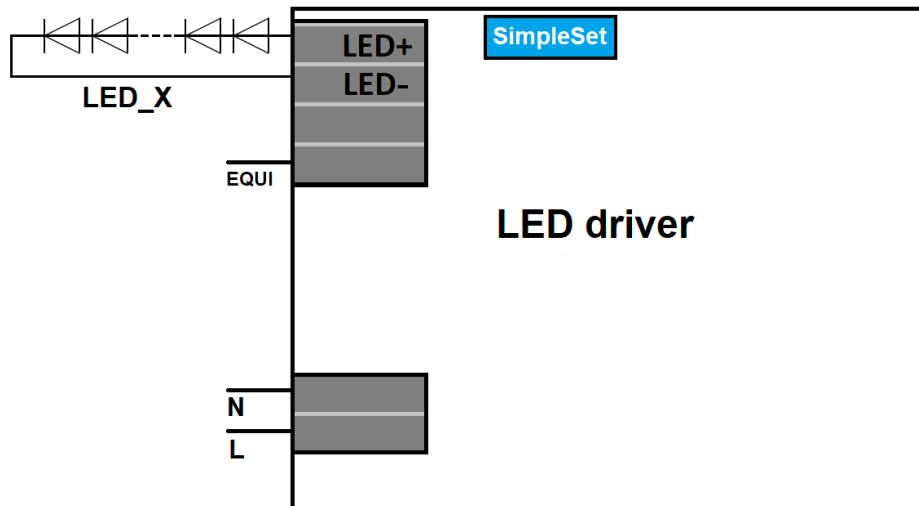 SimpleSet
LED+
LED-
LED_X
EQUI
LED driver
N
L